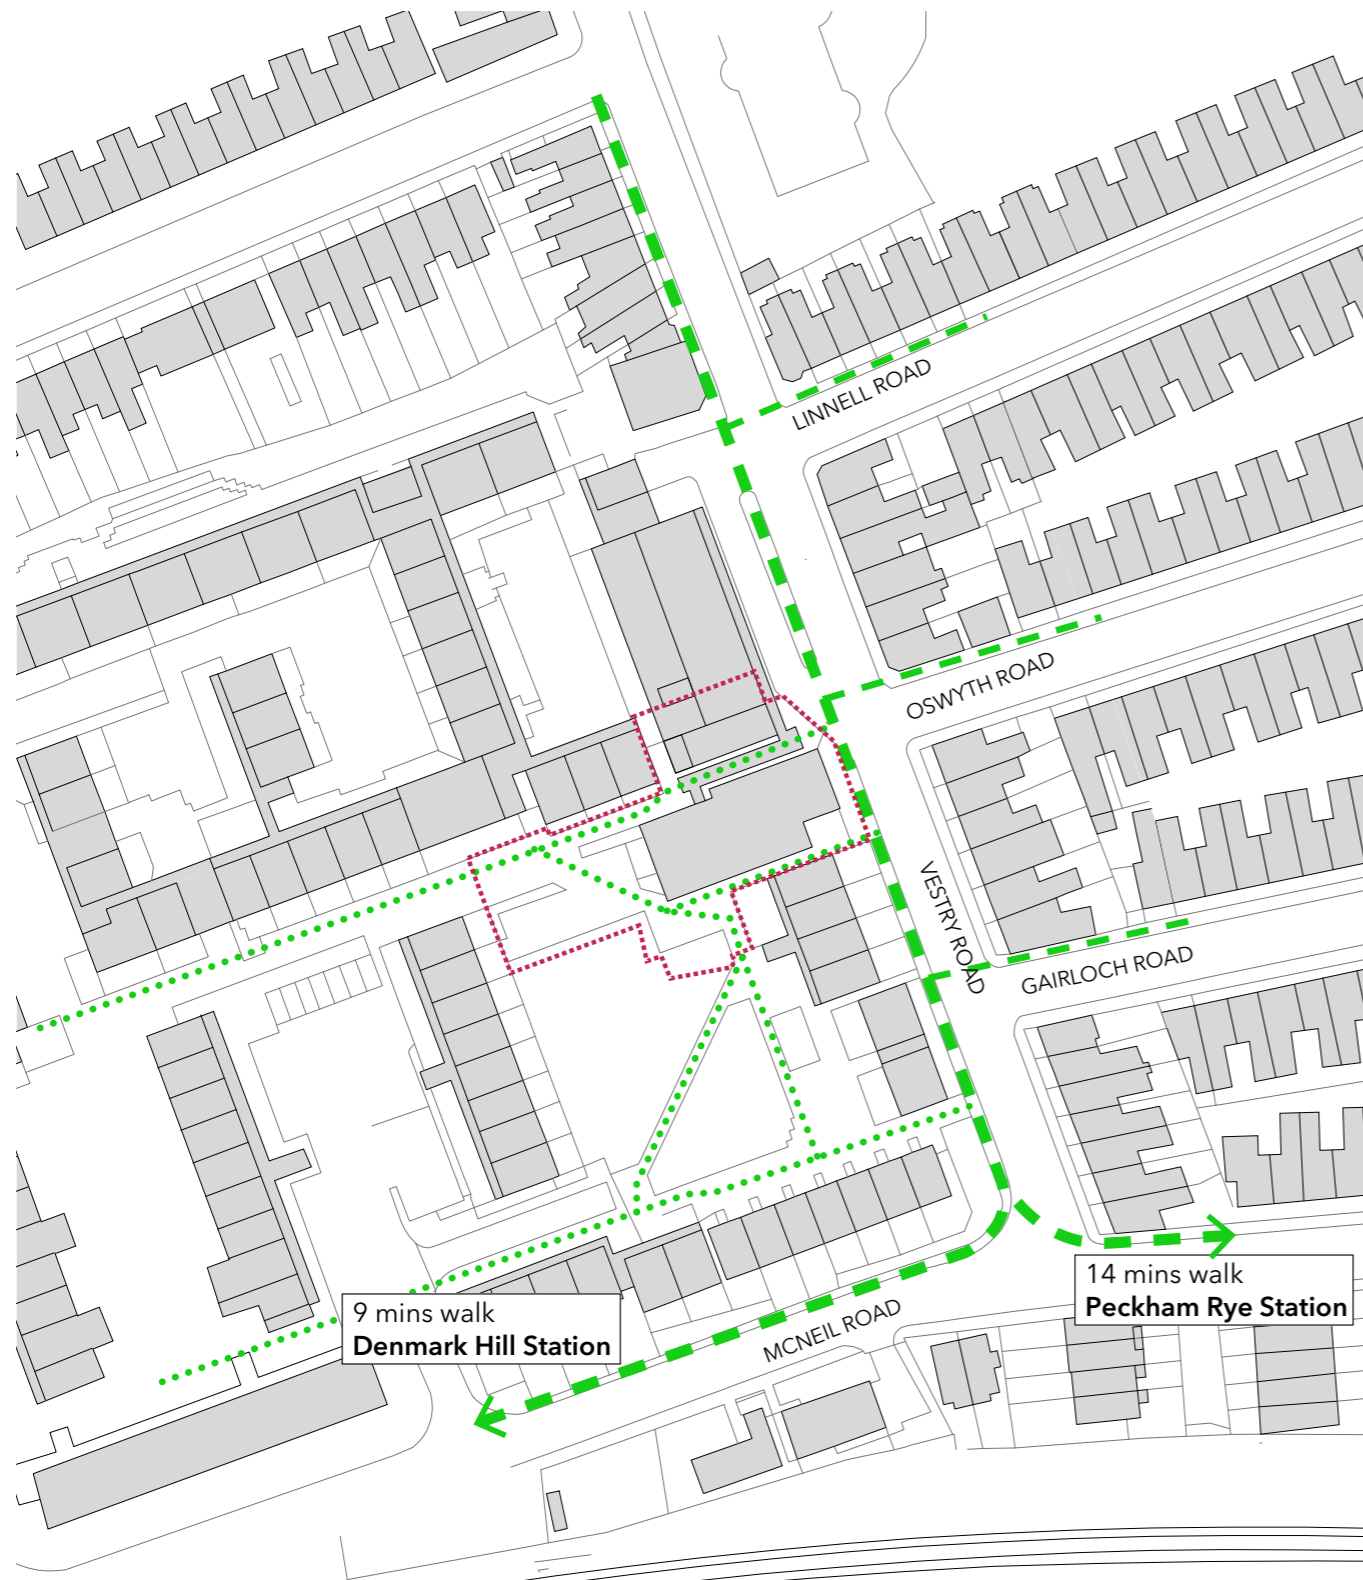 LINNELL ROAD
OSWYTH ROAD
VESTRY ROAD
GAIRLOCH ROAD
14 mins walk
Peckham Rye Station
9 mins walk
Denmark Hill Station
MCNEIL ROAD